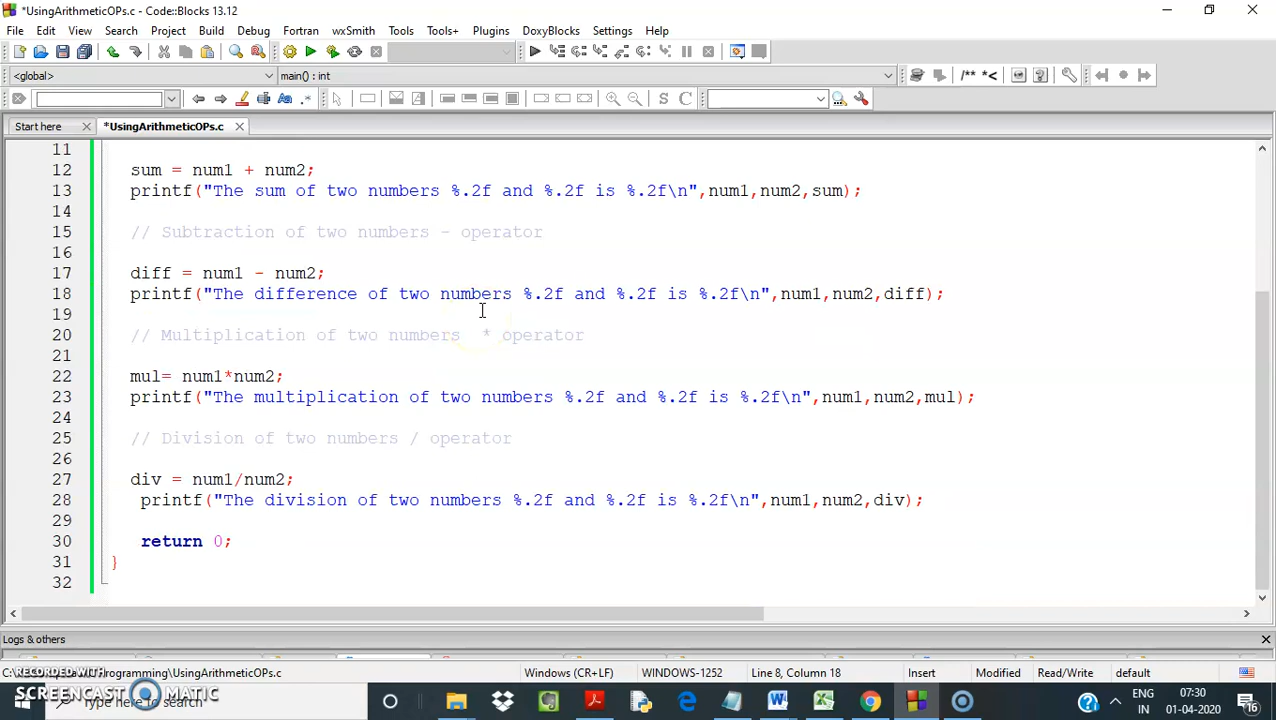 *UsingArithmeticOPs.c - Code::Blocks 13.12
File Edit View Search Project Build Debug Fortran wxSmith Tools Tools+ Plugins DoxyBlocks Settings Help
<global> main() : int /** *<
S C
Start here *UsingArithmeticOPs.c
11
12 sum = num1 + num2;
13 printf("The sum of two numbers %.2f and %.2f is %.2f\n",num1,num2,sum);
14
15 // Subtraction of two numbers - operator
16
17 diff = num1 - num2;
18 printf("The difference of two numbers %.2f and %.2f is %.2f\n",num1,num2,diff);
19
20 // Multiplication of two numbers  * operator
21
22 mul= num1*num2;
23 printf("The multiplication of two numbers %.2f and %.2f is %.2f\n",num1,num2,mul);
24
25 // Division of two numbers / operator
26
27 div = num1/num2;
28 printf("The division of two numbers %.2f and %.2f is %.2f\n",num1,num2,div);
29
30 return 0;
31 }
32
Logs & others
RECORDED WITH
\Programming\UsingArithmeticOPs.c Windows (CR+LF) WINDOWS-1252 Line 8, Column 18 Insert Modified Read/Write default
SCREENCAST MATIC
Type here to search
ENG
IN
07:30
01-04-2020
16